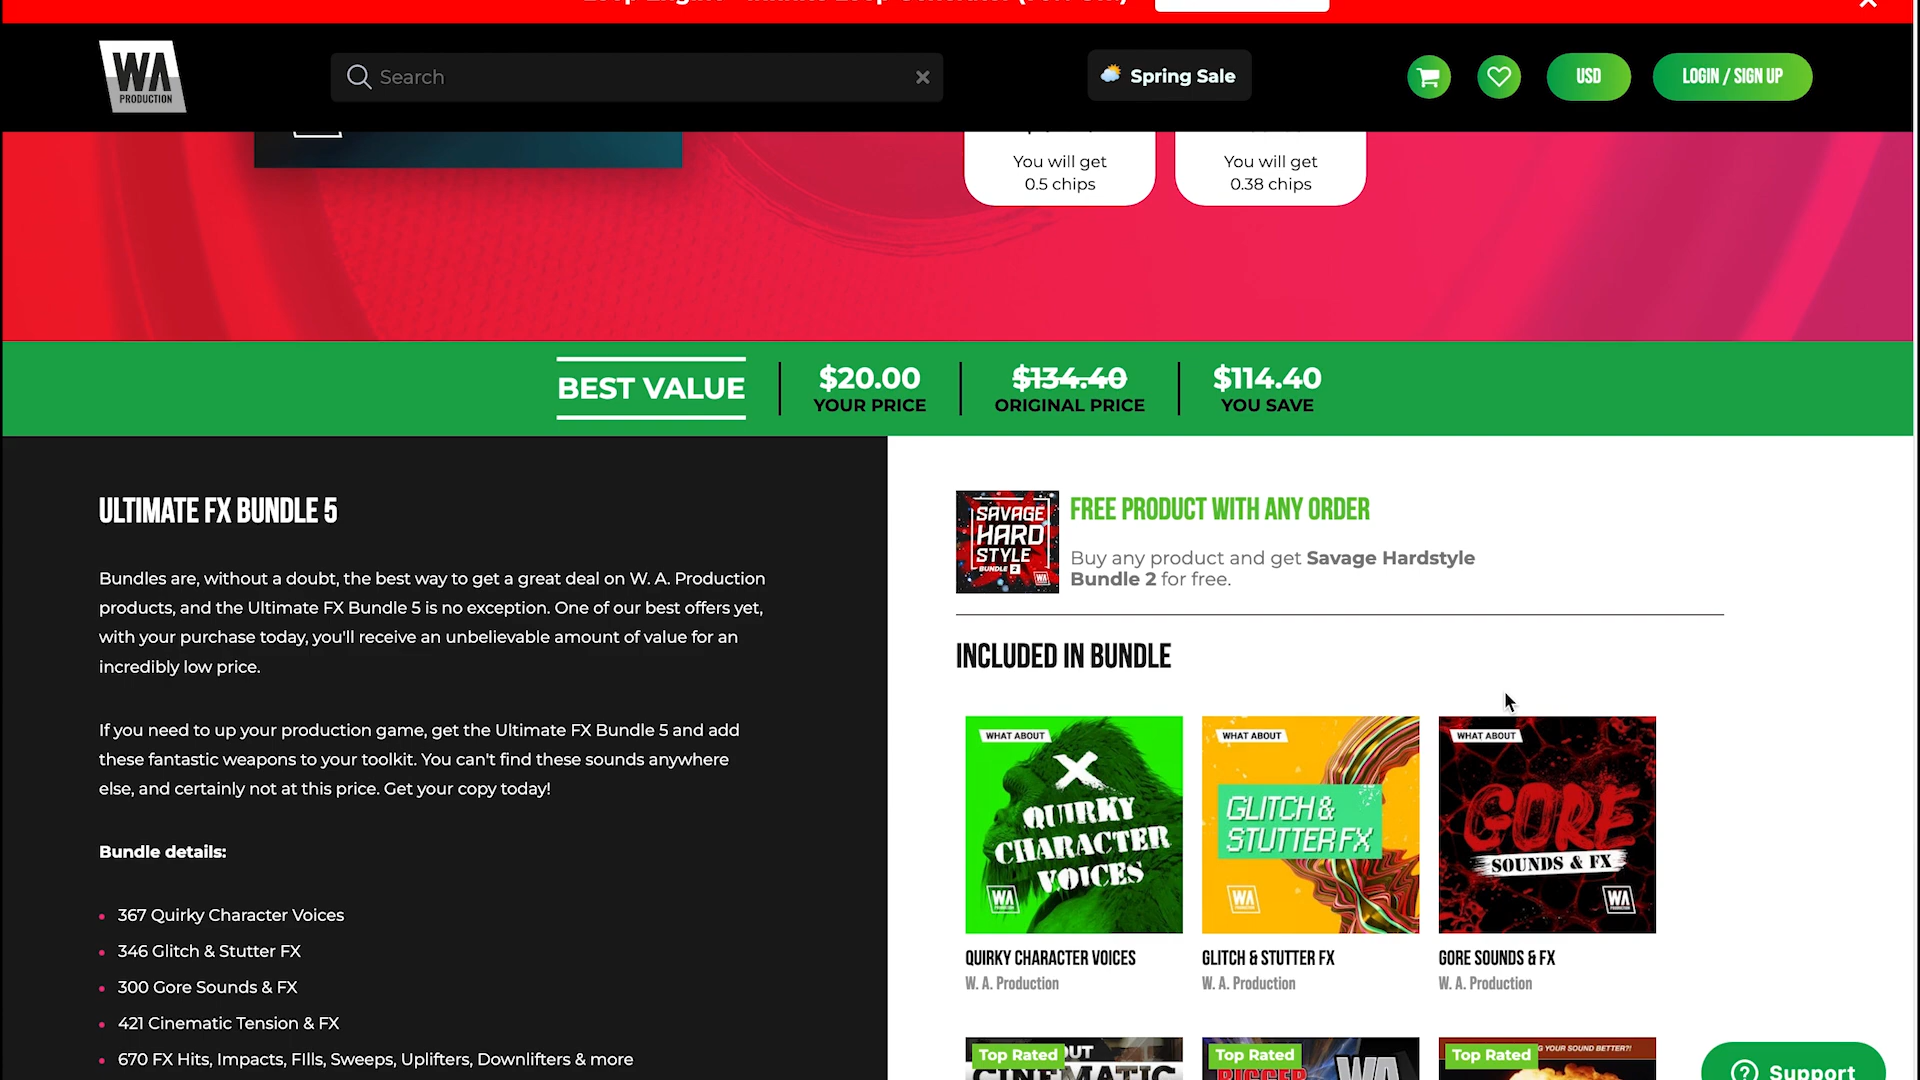 WA
PRODUCTION
Search
Spring Sale
USD
LOGIN / SIGN UP
You will get
0.5 chips
You will get
0.38 chips
BEST VALUE
$20.00
YOUR PRICE
$134.40
ORIGINAL PRICE
$114.40
YOU SAVE
ULTIMATE FX BUNDLE 5
Bundles are, without a doubt, the best way to get a great deal on W. A. Production
products, and the Ultimate FX Bundle 5 is no exception. One of our best offers yet,
with your purchase today, you'll receive an unbelievable amount of value for an
incredibly low price.
If you need to up your production game, get the Ultimate FX Bundle 5 and add
these fantastic weapons to your toolkit. You can't find these sounds anywhere
else, and certainly not at this price. Get your copy today!
Bundle details:
367 Quirky Character Voices
346 Glitch & Stutter FX
300 Gore Sounds & FX
421 Cinematic Tension & FX
670 FX Hits, Impacts, FIlls, Sweeps, Uplifters, Downlifters & more
SAVAGE
HARD
STYLE
BUNDLE 2
FREE PRODUCT WITH ANY ORDER
Buy any product and get Savage Hardstyle
Bundle 2 for free.
INCLUDED IN BUNDLE
WHAT ABOUT
QUIRKY
CHARACTER
VOICES
WA
WHAT ABOUT
GLITCH &
STUTTER FX
WA
WHAT ABOUT
GORE
SOUNDS & FX
WA
QUIRKY CHARACTER VOICES
W. A. Production
GLITCH & STUTTER FX
W. A. Production
GORE SOUNDS & FX
W. A. Production
Top Rated
CINEMATIC
Top Rated
WA
Top Rated
YOUR SOUND BETTER?!
Support